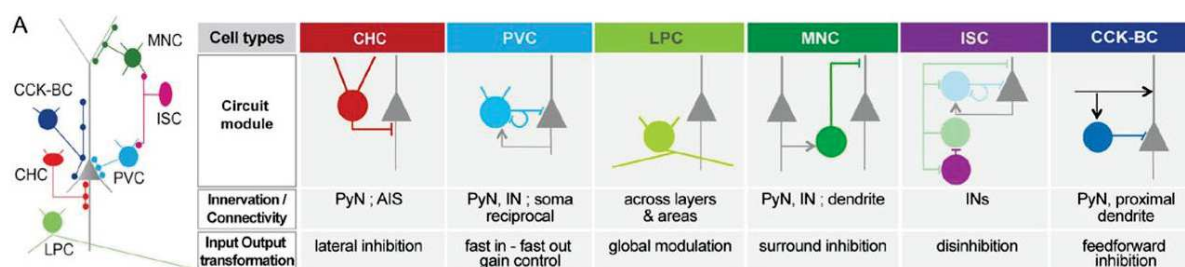 A
MNC
CCK-BC
ISC
CHC
PVC
LPC
Cell types
CHC
PVC
LPC
MNC
ISC
CCK-BC
Circuit
module
Innervation /
Connectivity
PyN ; AIS
PyN, IN ; soma
reciprocal
across layers
& areas
PyN, IN ; dendrite
INs
PyN, proximal
dendrite
Input Output
transformation
lateral inhibition
fast in - fast out
gain control
global modulation
surround inhibition
disinhibition
feedforward
inhibition